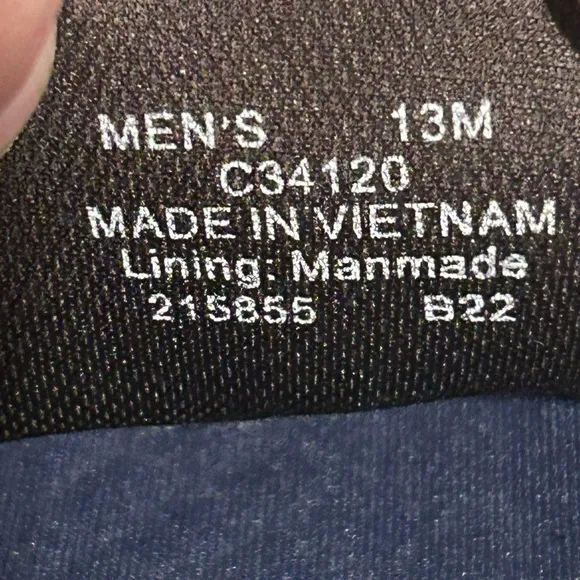 MEN'S 13M
C34120
MADE IN VIETNAM
Lining: Manmade
215855 B22